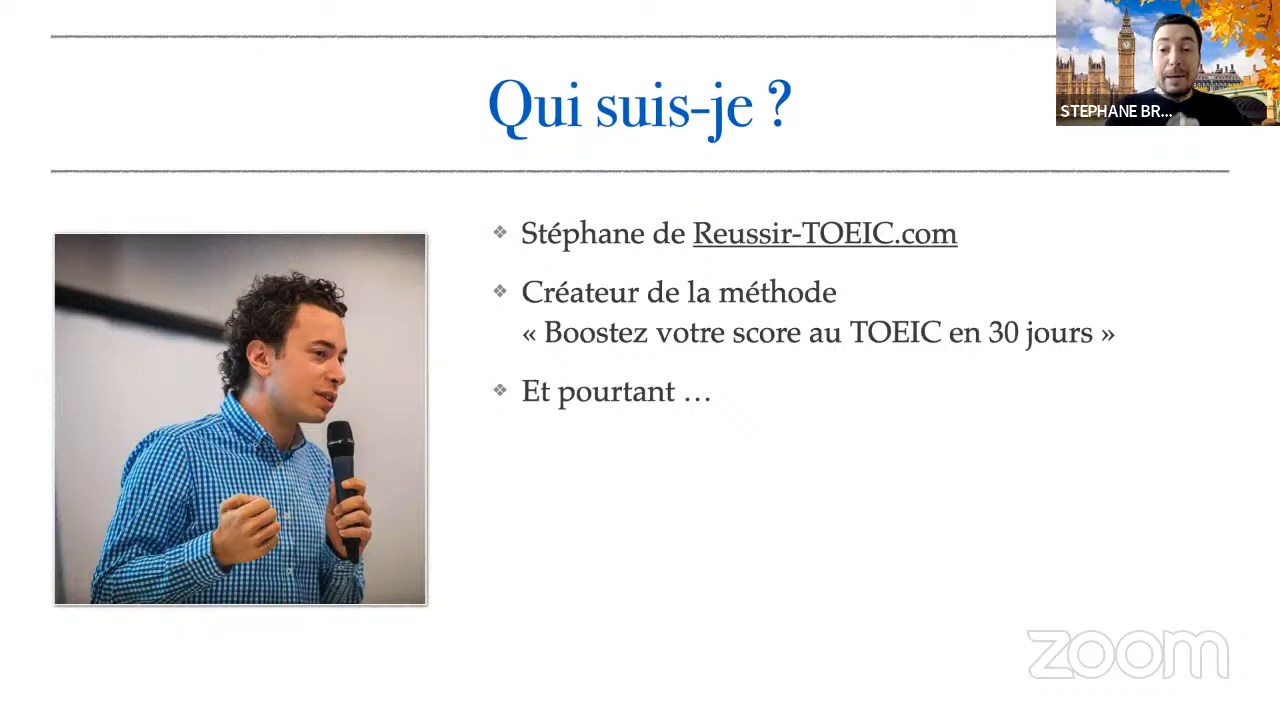 Qui suis-je ?
STEPHANE BR...
Stéphane de Reussir-TOEIC.com
Créateur de la méthode
« Boostez votre score au TOEIC en 30 jours »
Et pourtant …
zoom